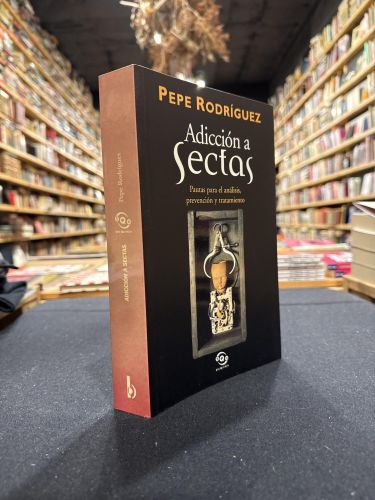 PEPE RODRÍGUEZ
Adicción a
Sectas
Pautas para el análisis,
prevención y tratamiento
Pepe Rodríguez
ADICCIÓN A SECTAS
b